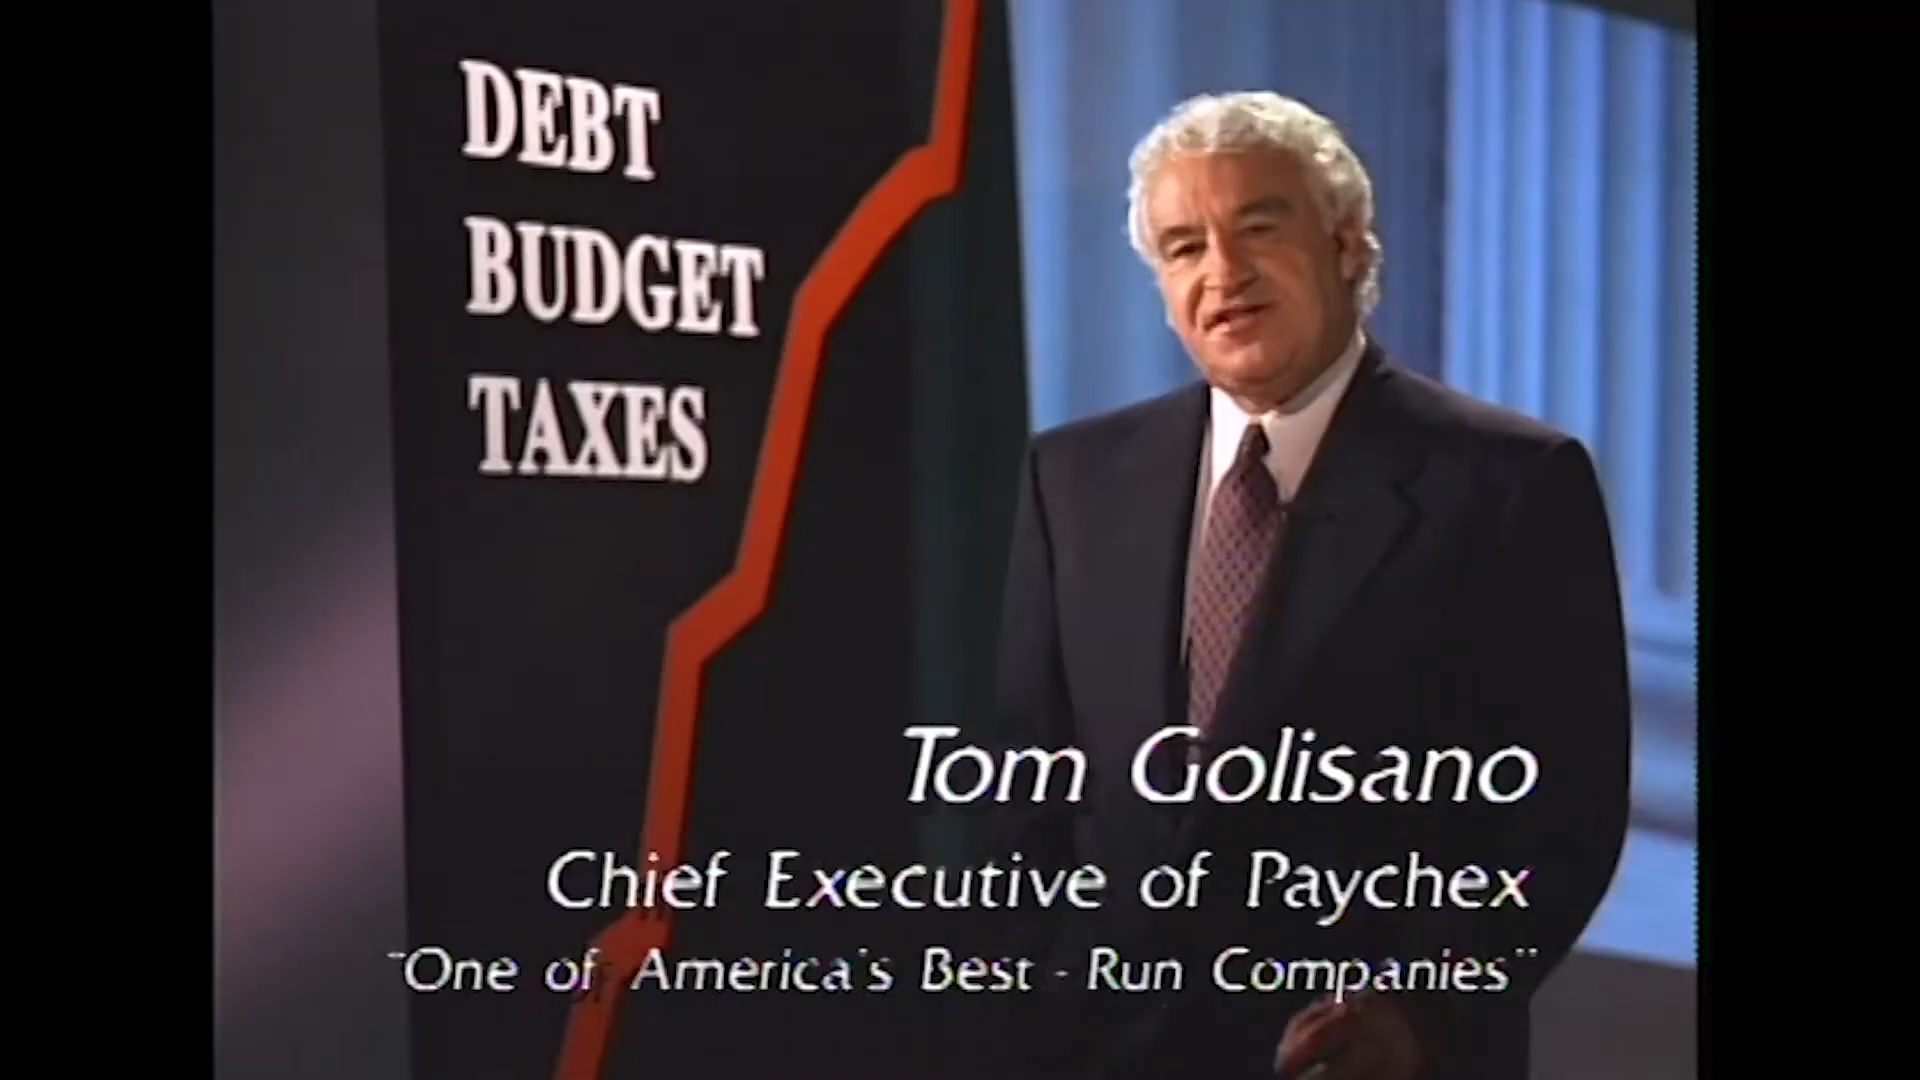 DEBT
BUDGET
TAXES
Tom Golisano
Chief Executive of Paychex
"One of America's Best - Run Companies"